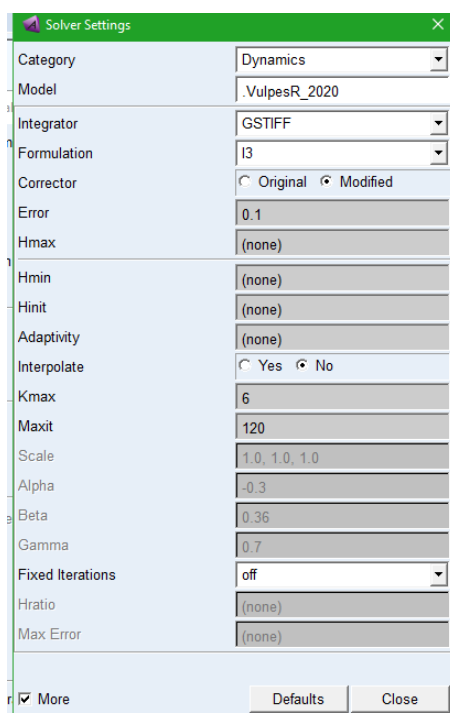 Solver Settings
Category Dynamics
Model .VulpesR_2020
Integrator GSTIFF
Formulation I3
Corrector Original Modified
Error 0.1
Hmax (none)
Hmin (none)
Hinit (none)
Adaptivity (none)
Interpolate Yes No
Kmax 6
Maxit 120
Scale 1.0, 1.0, 1.0
Alpha -0.3
Beta 0.36
Gamma 0.7
Fixed Iterations off
Hratio (none)
Max Error (none)
More Defaults Close